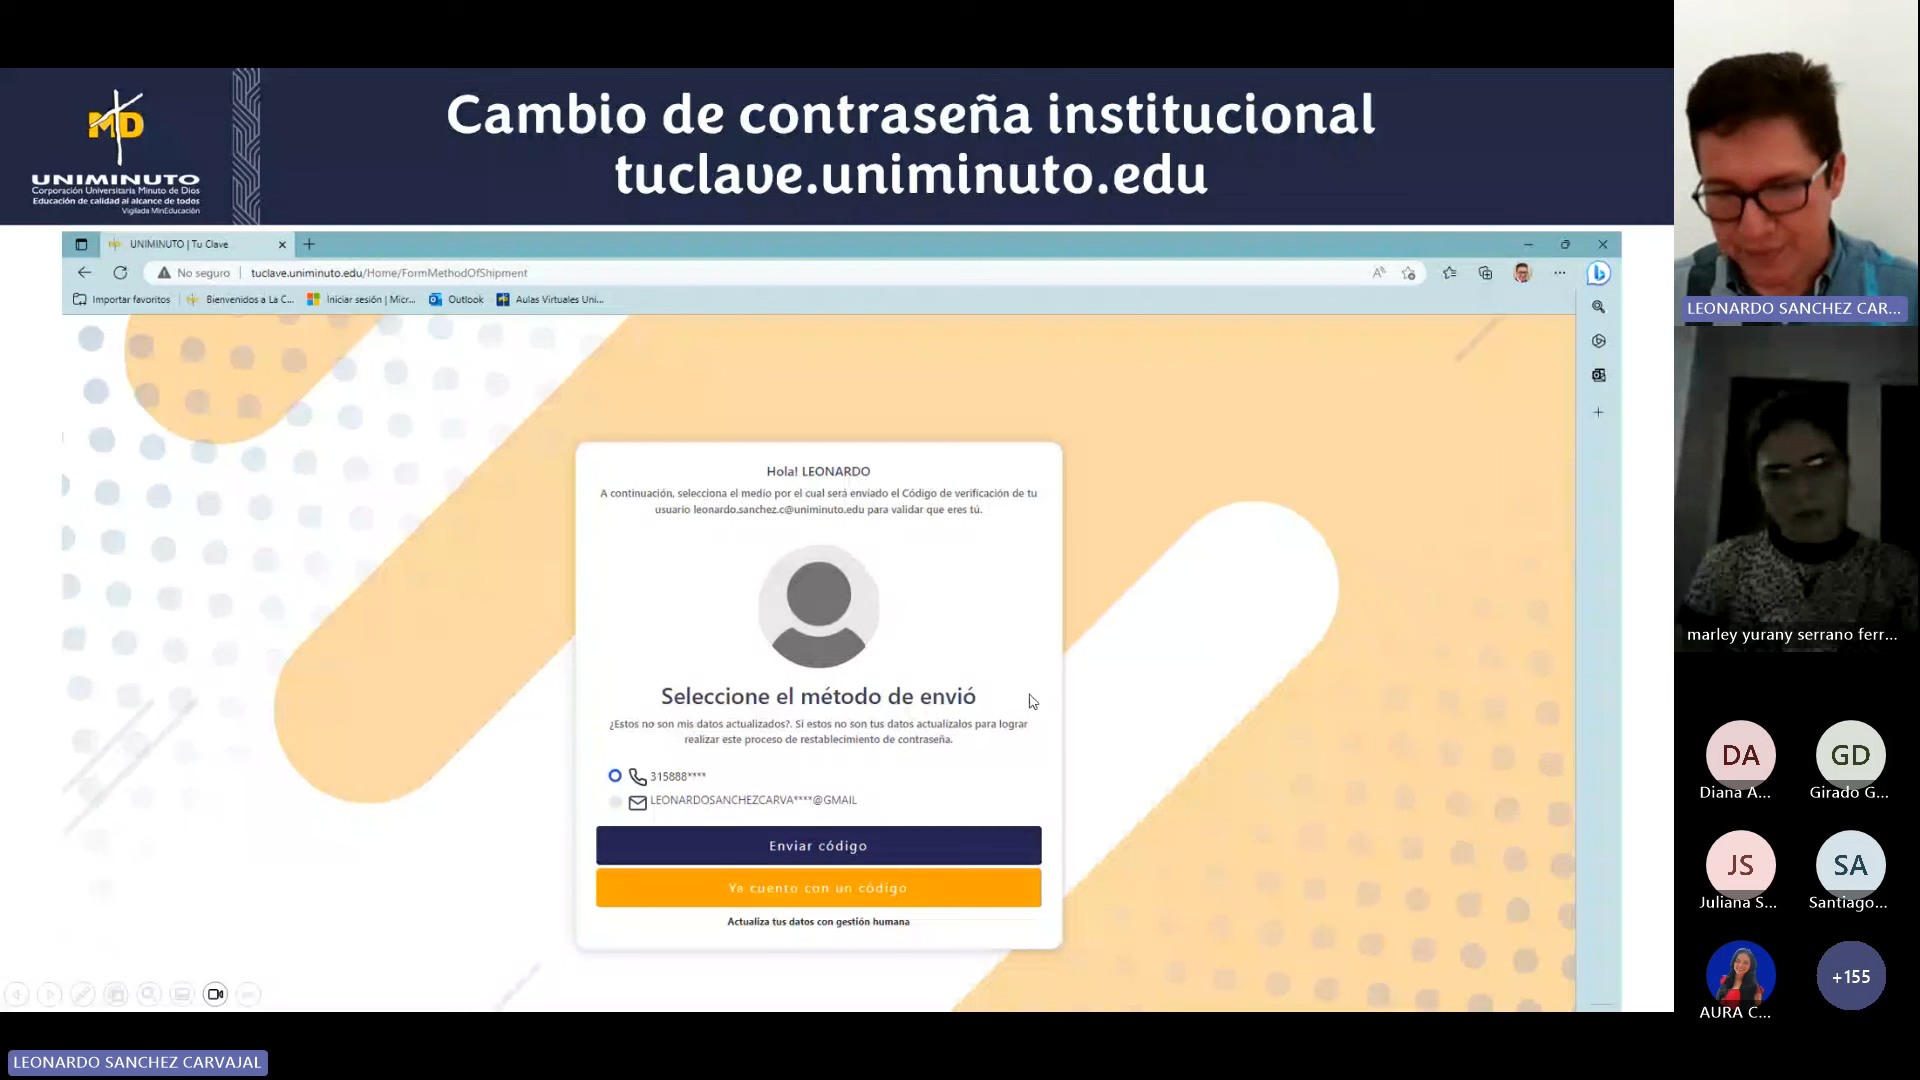 Cambio de contraseña institucional
tuclave.uniminuto.edu
MD
UNIMINUTO
Corporación Universitaria Minuto de Dios
Educación de calidad al alcance de todos
Vigilada MinEducación
UNIMINUTO | Tu Clave
No seguro
tuclave.uniminuto.edu/Home/FormMethodOfShipment
Importar favoritos
Bienvenidos a La C...
Iniciar sesión | Micr...
Outlook
Aulas Virtuales Uni...
Hola! LEONARDO
A continuación, selecciona el medio por el cual será enviado el Código de verificación de tu
usuario leonardo.sanchez.c@uniminuto.edu para validar que eres tú.
Seleccione el método de envió
¿Estos no son mis datos actualizados?. Si estos no son tus datos actualizalos para lograr
realizar este proceso de restablecimiento de contraseña.
315888****
LEONARDOSANCHEZCARVA****@GMAIL
Enviar código
Ya cuento con un código
Actualiza tus datos con gestión humana
LEONARDO SANCHEZ CAR...
marley yurany serrano ferr...
DA
Diana A...
GD
Girado G...
JS
Juliana S...
SA
Santiago...
AURA C...
+155
LEONARDO SANCHEZ CARVAJAL